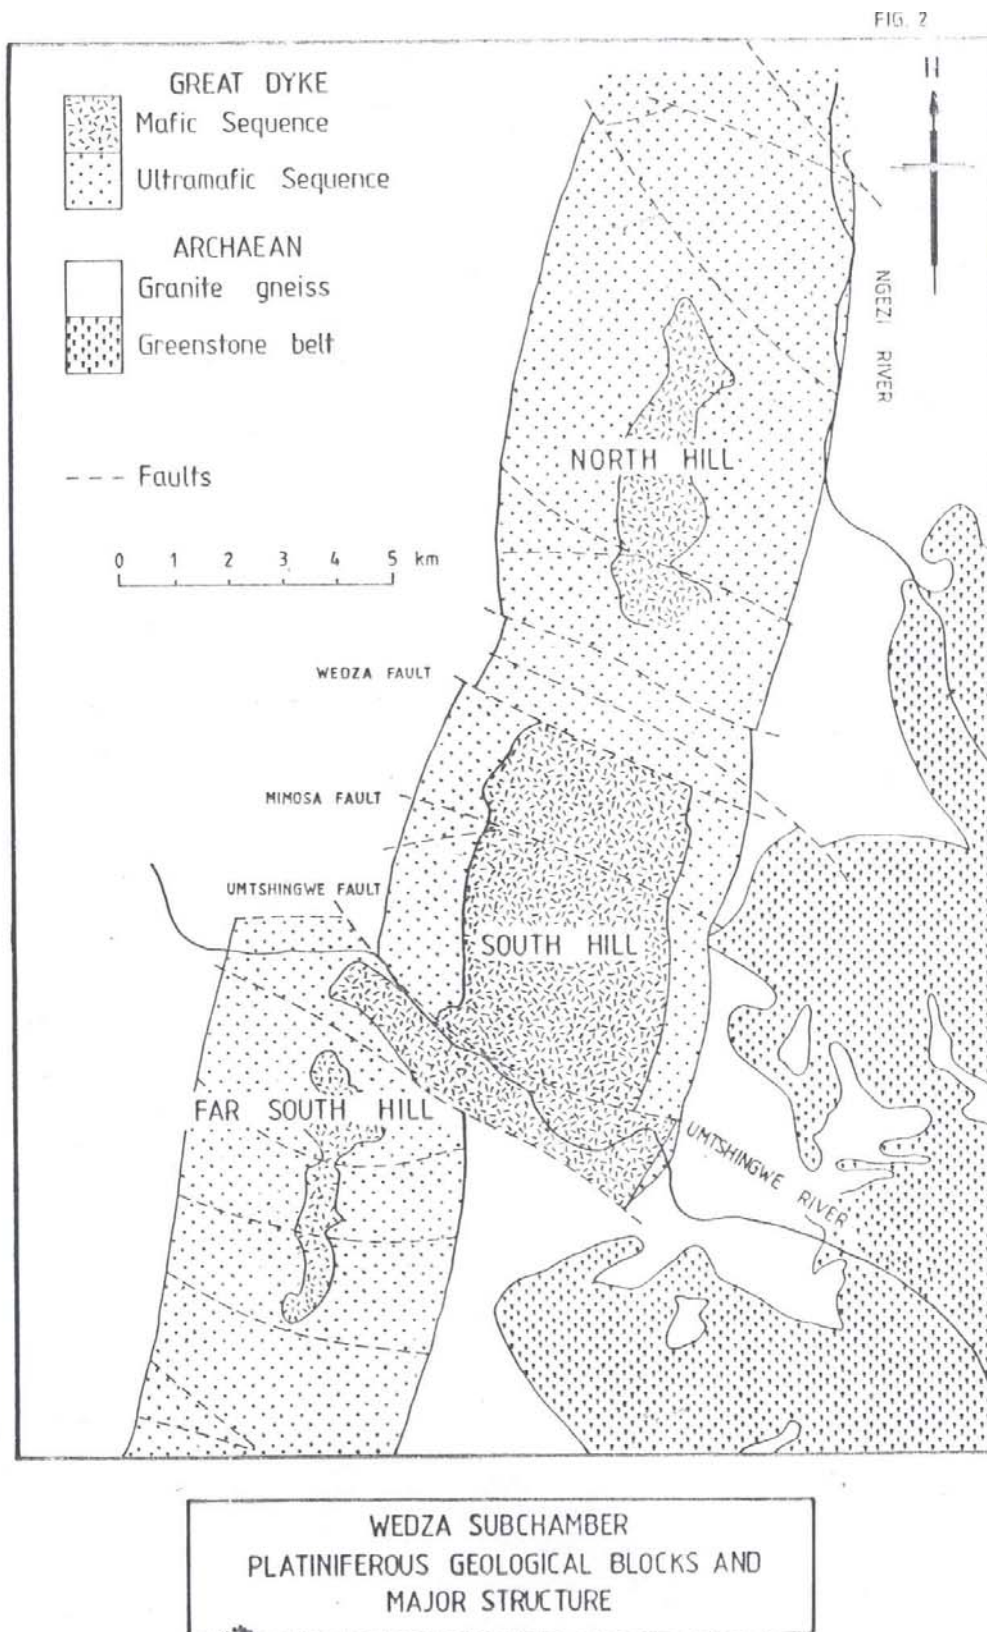 FIG. 2
GREAT DYKE
Mafic Sequence
Ultramafic Sequence
ARCHAEAN
Granite gneiss
Greenstone belt
Faults
0 1 2 3 4 5 km
NGEZI RIVER
NORTH HILL
WEDZA FAULT
MIMOSA FAULT
UMTSHINGWE FAULT
SOUTH HILL
FAR SOUTH HILL
UMTSHINGWE RIVER
WEDZA SUBCHAMBER
PLATINIFEROUS GEOLOGICAL BLOCKS AND
MAJOR STRUCTURE